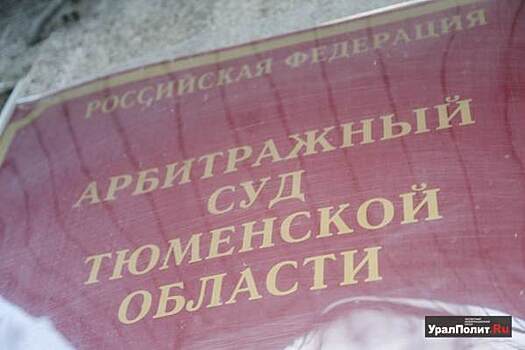 РОССИЙСКАЯ ФЕДЕРАЦИЯ
АРБИТРАЖНЫЙ
СУД
ТЮМЕНСКОЙ
ОБЛАСТИ
УралПолит.Ru